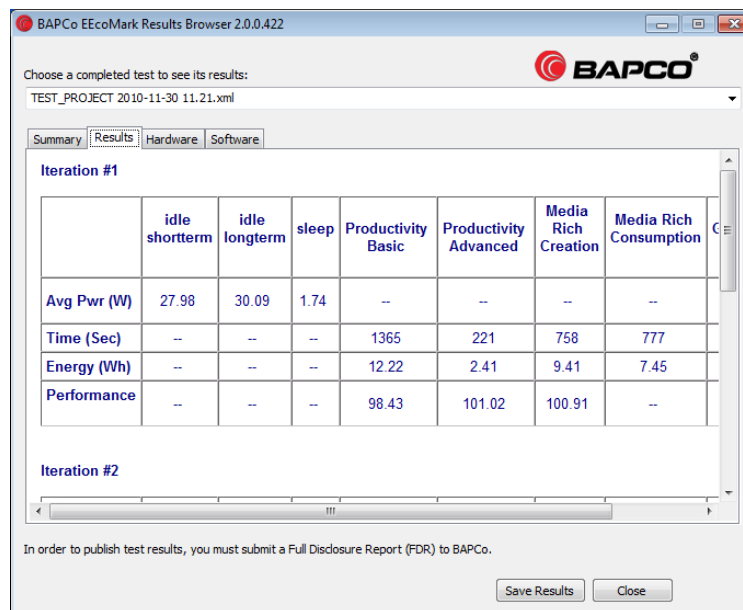 BAPCo EEcoMark Results Browser 2.0.0.422
BAPCO®
Choose a completed test to see its results:
TEST_PROJECT 2010-11-30 11.21.xml
Summary Results Hardware Software
Iteration #1
idle shortterm idle longterm sleep Productivity Basic Productivity Advanced Media Rich Creation Media Rich Consumption
Avg Pwr (W) 27.98 30.09 1.74 -- -- -- --
Time (Sec) -- -- -- 1365 221 758 777
Energy (Wh) -- -- -- 12.22 2.41 9.41 7.45
Performance -- -- -- 98.43 101.02 100.91 --
Iteration #2
In order to publish test results, you must submit a Full Disclosure Report (FDR) to BAPCo.
Save Results Close